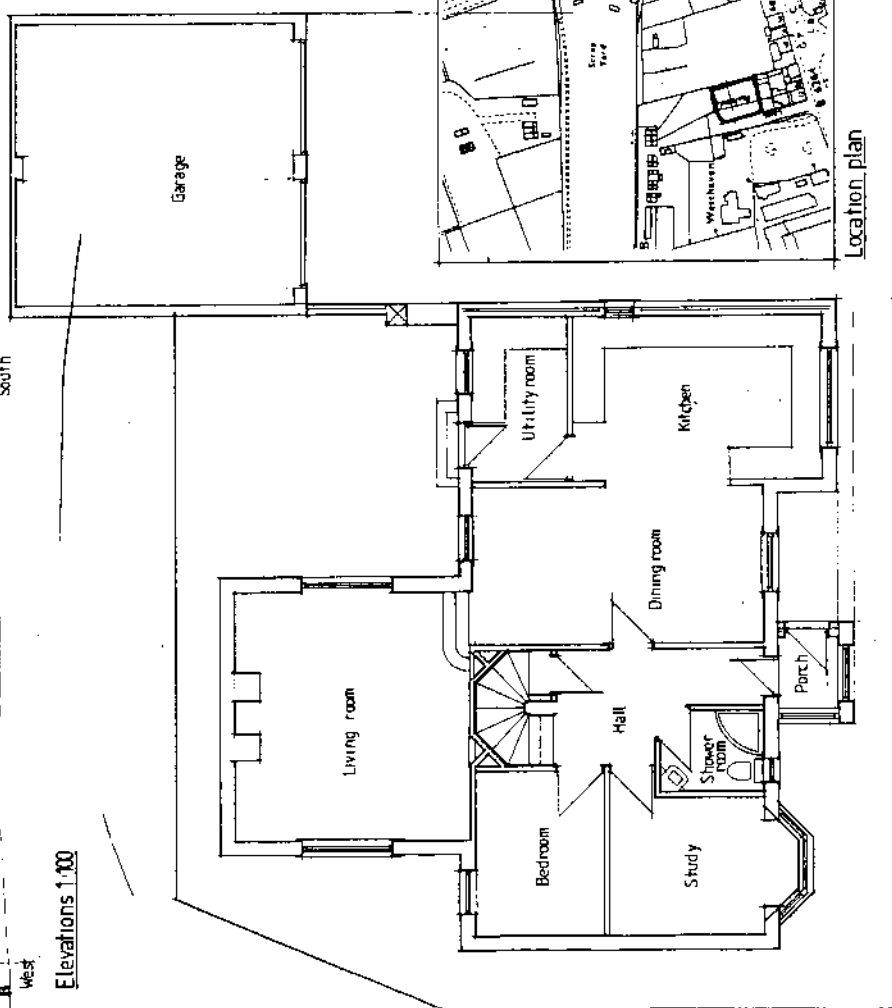 South
West
Elevations 1:100
Garage
Living room
Bedroom
Study
Hall
Shower
room
Porch
Dining room
Utility room
Kitchen
Scrap
Yard
Westhaven
Location plan